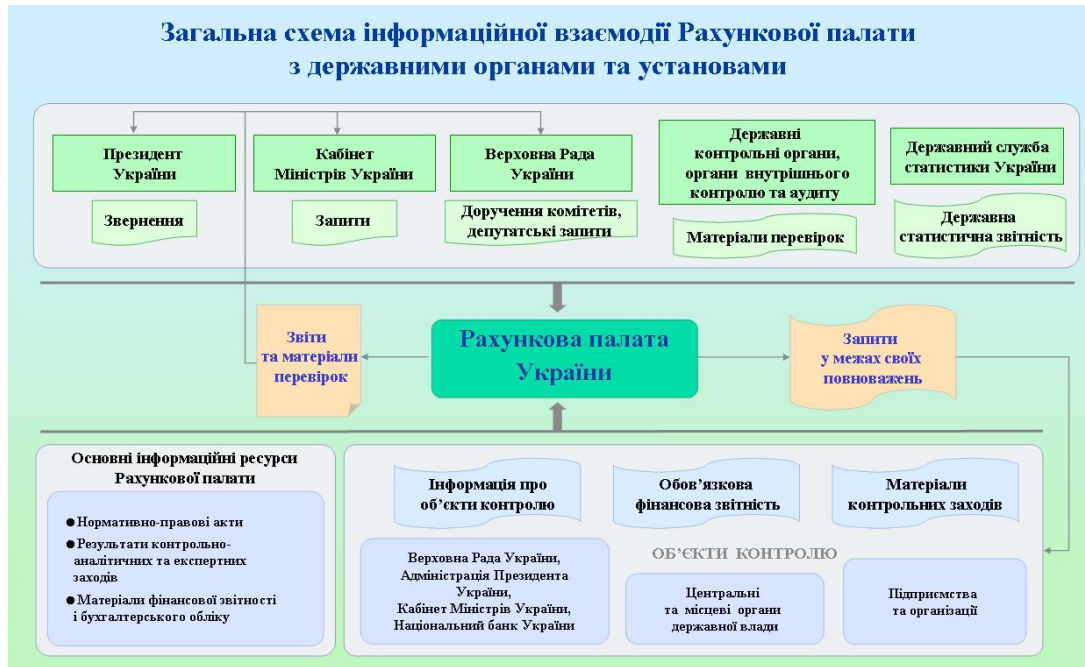 Загальна схема інформаційної взаємодії Рахункової палати
з державними органами та установами
Президент
України
Кабінет
Міністрів України
Верховна Рада
України
Державні
контрольні органи,
органи внутрішнього
контролю та аудиту
Державний служба
статистики України
Звернення
Запити
Доручення комітетів,
депутатські запити
Матеріали перевірок
Державна
статистична звітність
Звіти
та матеріали
перевірок
Рахункова палата
України
Запити
у межах своїх
повноважень
Основні інформаційні ресурси
Рахункової палати
● Нормативно-правові акти
● Результати контрольно-
аналітичних та експертних
заходів
● Матеріали фінансової звітності
і бухгалтерського обліку
Інформація про
об’єкти контролю
Обов’язкова
фінансова звітність
Матеріали
контрольних заходів
ОБ’ЄКТИ КОНТРОЛЮ
Верховна Рада України,
Адміністрація Президента
України,
Кабінет Міністрів України,
Національний банк України
Центральні
та місцеві органи
державної влади
Підприємства
та організації